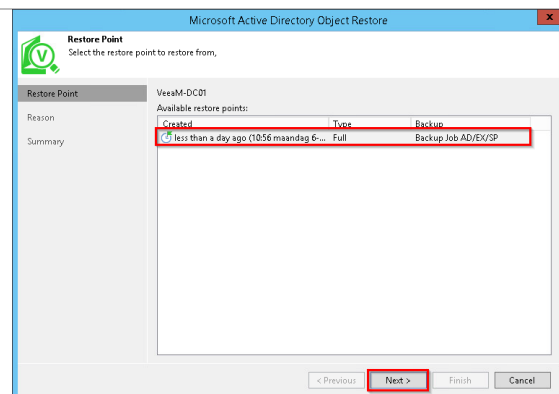 Microsoft Active Directory Object Restore
x
Restore Point
Select the restore point to restore from,
Restore Point
Reason
Summary
VeeaM-DC01
Available restore points:
Created Type Backup
less than a day ago (10:56 maandag 6-... Full Backup Job AD/EX/SP
< Previous Next > Finish Cancel